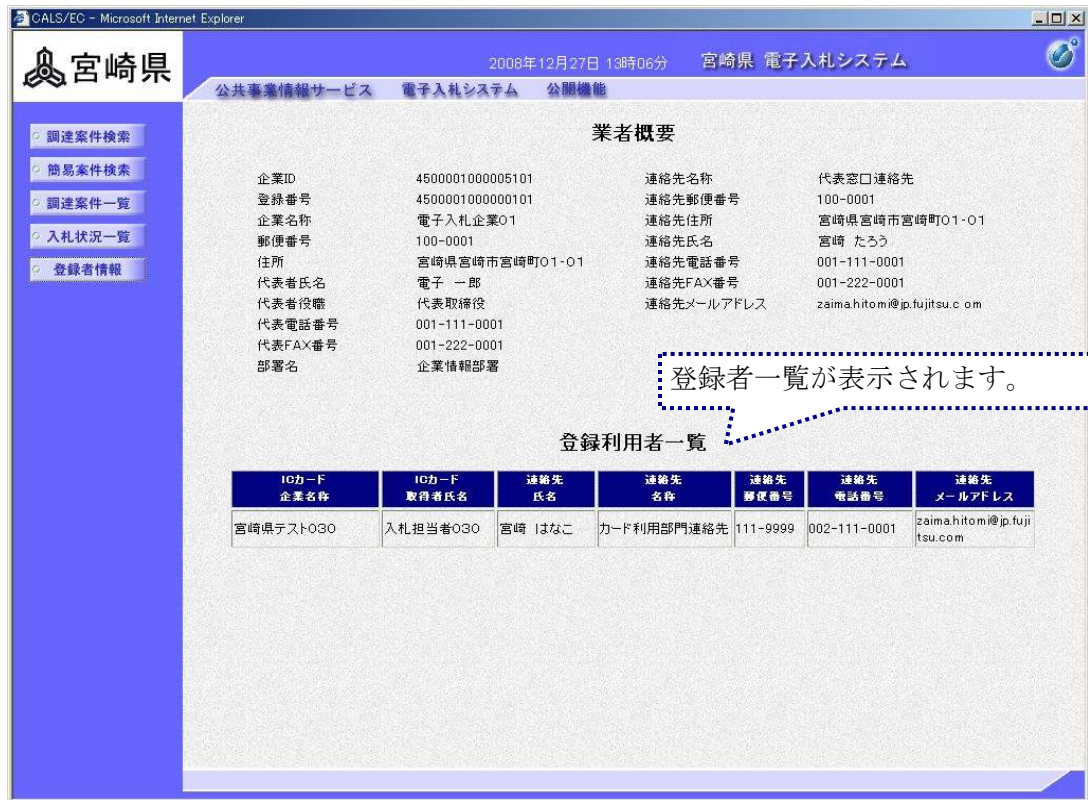 CALS/EC - Microsoft Internet Explorer
宮崎県
2008年12月27日 13時06分 宮崎県 電子入札システム
公共事業情報サービス 電子入札システム 公開機能
調達案件検索
簡易案件検索
調達案件一覧
入札状況一覧
登録者情報
業者概要
企業ID 4500001000005101
登録番号 4500001000000101
企業名称 電子入札企業01
郵便番号 100-0001
住所 宮崎県宮崎市宮崎町01-01
代表者氏名 電子 一郎
代表者役職 代表取締役
代表電話番号 001-111-0001
代表FAX番号 001-222-0001
部署名 企業情報部署
連絡先名称 代表窓口連絡先
連絡先郵便番号 100-0001
連絡先住所 宮崎県宮崎市宮崎町01-01
連絡先氏名 宮崎 たろう
連絡先電話番号 001-111-0001
連絡先FAX番号 001-222-0001
連絡先メールアドレス zaima.hitomi@jp.fujitsu.c om
登録者一覧が表示されます。
登録利用者一覧
ICカード 企業名称
ICカード 取得者氏名
連絡先 氏名
連絡先 名称
連絡先 郵便番号
連絡先 電話番号
連絡先 メールアドレス
宮崎県テスト030 入札担当者030 宮崎 はなこ カード利用部門連絡先 111-9999 002-111-0001 zaima.hitomi@jp.fuji
tsu.com